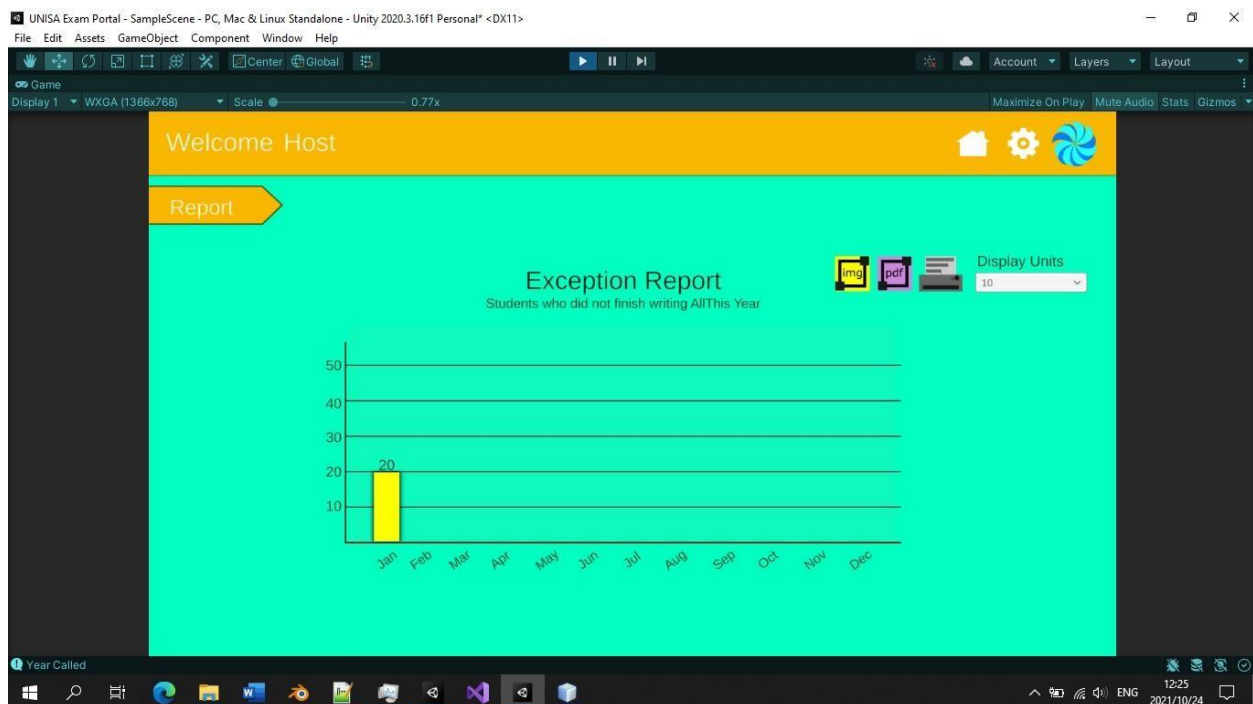 UNISA Exam Portal - SampleScene - PC, Mac & Linux Standalone - Unity 2020.3.16f1 Personal* <DX11>
File Edit Assets GameObject Component Window Help
Center Global
Account Layers Layout
Game
Display 1 WXGA (1366x768) Scale 0.77x Maximize On Play Mute Audio Stats Gizmos
Welcome Host
Report
img pdf
Display Units
10
Exception Report
Students who did not finish writing AllThis Year
50
40
30
20
20
10
Jan Feb Mar Apr May Jun Jul Aug Sep Oct Nov Dec
Year Called
ENG
12:25
2021/10/24